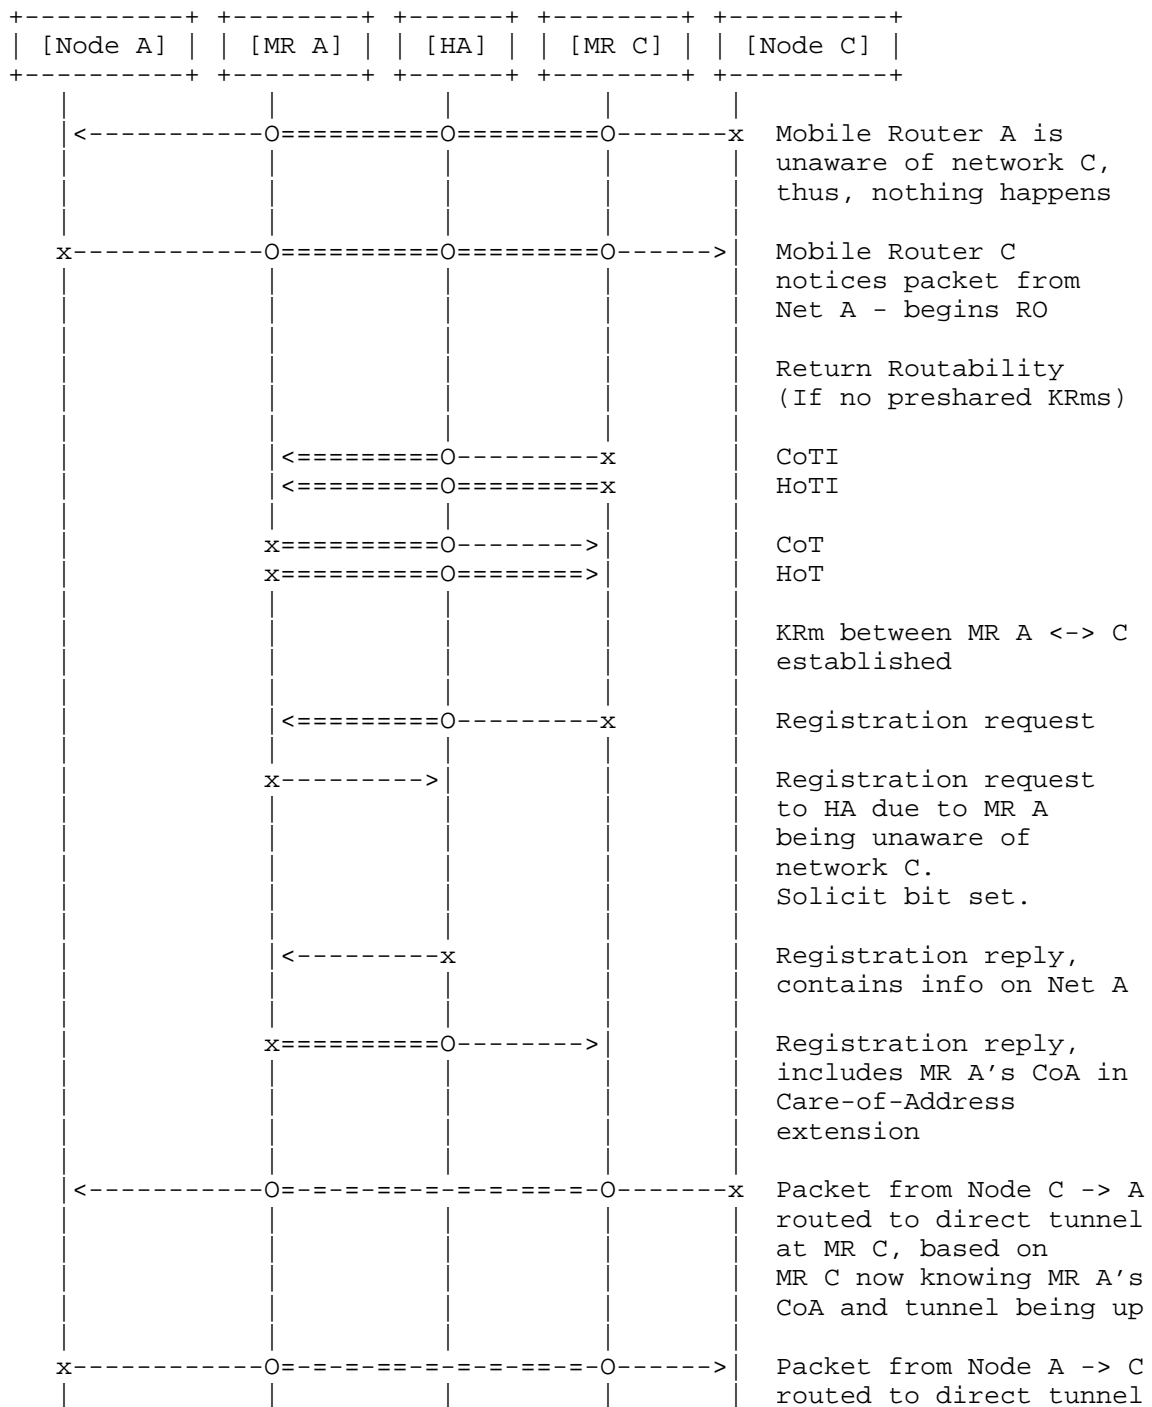 +----------+ +--------+ +------+ +--------+ +----------+
| [Node A] | | [MR A] | | [HA] | | [MR C] | | [Node C] |
+----------+ +--------+ +------+ +--------+ +----------+
    |             |          |         |       |
    |<------------O==========O=========O-------x  Mobile Router A is
    |             |          |         |       |  unaware of network C,
    |             |          |         |       |  thus, nothing happens
    |             |          |         |       |
    x-------------O==========O=========O------>|  Mobile Router C
    |             |          |         |       |  notices packet from
    |             |          |         |       |  Net A - begins RO
    |             |          |         |       |
    |             |          |         |       |  Return Routability
    |             |          |         |       |  (If no preshared KRms)
    |             |          |         |       |
    |             |<=========O---------x       |  CoTI
    |             |<=========O=========x       |  HoTI
    |             |          |         |       |
    |             x==========O-------->|       |  CoT
    |             x==========O========>|       |  HoT
    |             |          |         |       |
    |             |          |         |       |  KRm between MR A <-> C
    |             |          |         |       |  established
    |             |          |         |       |
    |             |<=========O---------x       |  Registration request
    |             |          |         |       |
    |             x--------->|         |       |  Registration request
    |             |          |         |       |  to HA due to MR A
    |             |          |         |       |  being unaware of
    |             |          |         |       |  network C.
    |             |          |         |       |  Solicit bit set.
    |             |          |         |       |
    |             |<---------x         |       |  Registration reply,
    |             |          |         |       |  contains info on Net A
    |             |          |         |       |
    |             x==========O-------->|       |  Registration reply,
    |             |          |         |       |  includes MR A's CoA in
    |             |          |         |       |  Care-of-Address
    |             |          |         |       |  extension
    |             |          |         |       |
    |<------------O=-=-=-==-=-=-=-==-=-O-------x  Packet from Node C -> A
    |             |          |         |       |  routed to direct tunnel
    |             |          |         |       |  at MR C, based on
    |             |          |         |       |  MR C now knowing MR A's
    |             |          |         |       |  CoA and tunnel being up
    |             |          |         |       |
    x-------------O=-=-=-==-=-=-=-==-=-O------>|  Packet from Node A -> C
    |             |          |         |       |  routed to direct tunnel